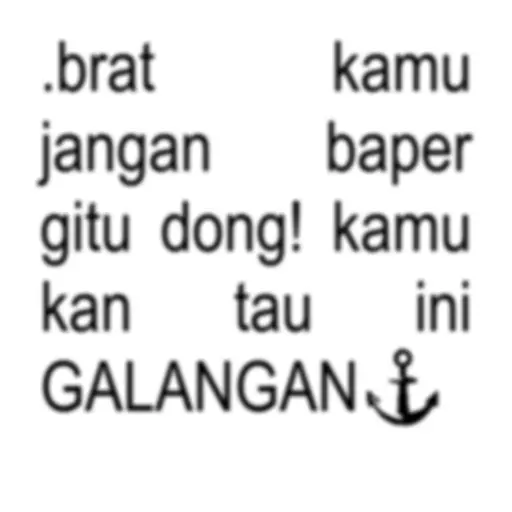 .brat kamu
jangan baper
gitu dong! kamu
kan tau ini
GALANGAN⚓